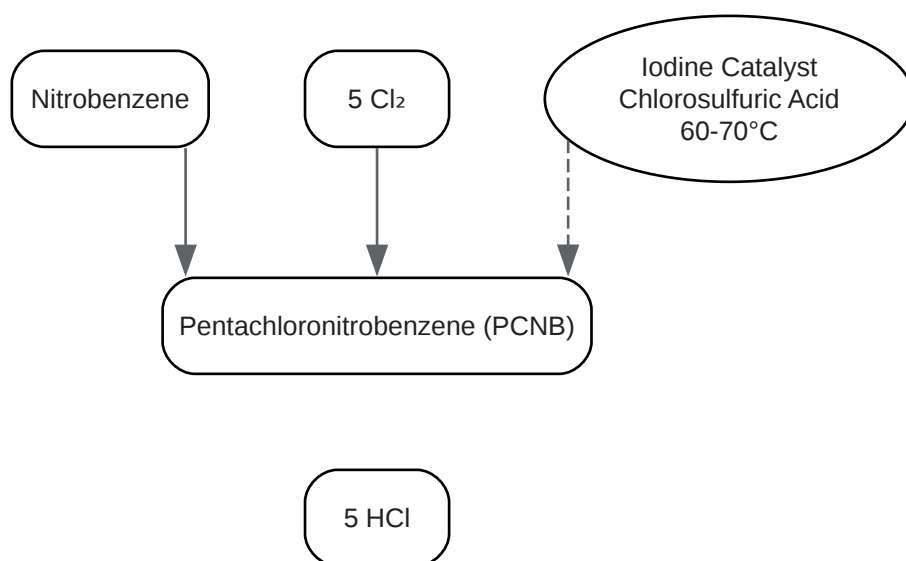 Nitrobenzene
5 Cl₂
Iodine Catalyst
Chlorosulfuric Acid
60-70°C
Pentachloronitrobenzene (PCNB)
5 HCl